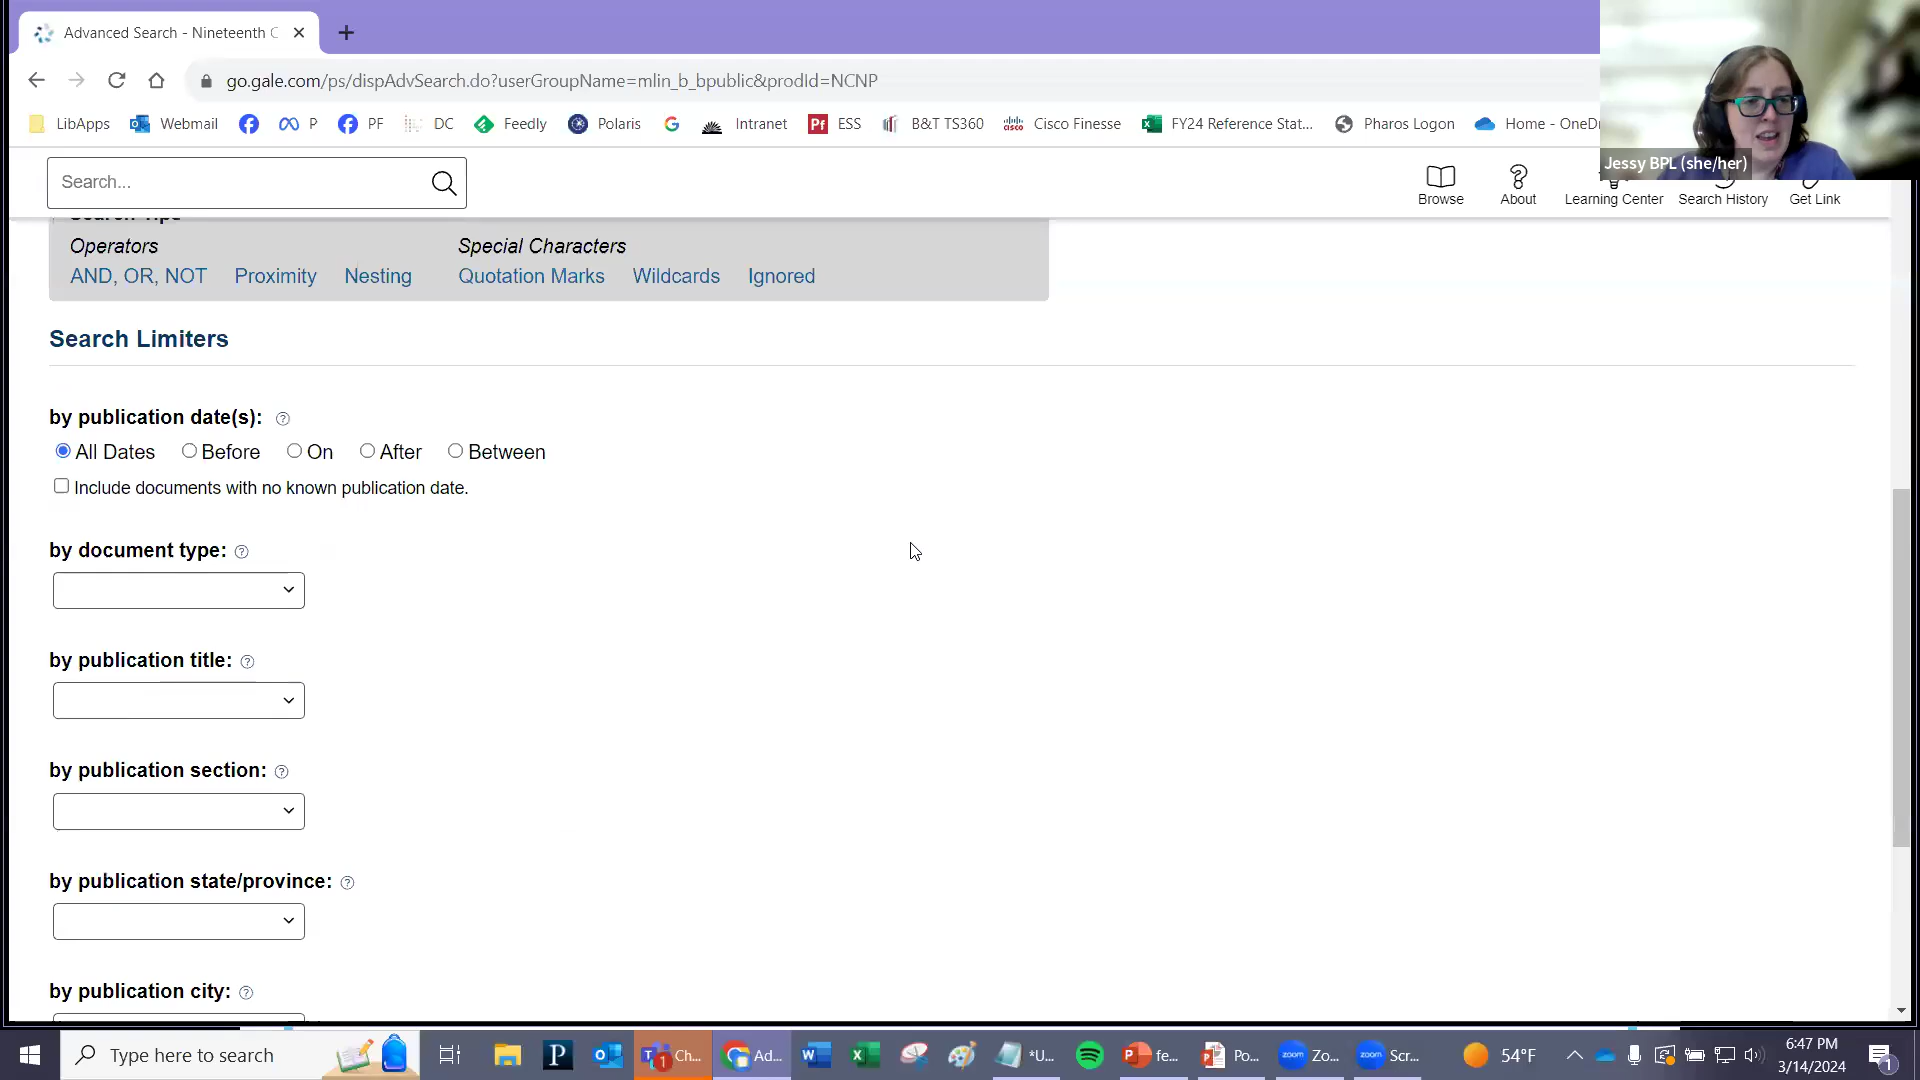 Advanced Search - Nineteenth C
go.gale.com/ps/dispAdvSearch.do?userGroupName=mlin_b_bpublic&prodId=NCNP
LibApps Webmail P PF DC Feedly Polaris Intranet ESS B&T TS360 Cisco Finesse FY24 Reference Stat... Pharos Logon Home - OneDr
Jessy BPL (she/her)
Search...
Browse About Learning Center Search History Get Link
Search Tips
Operators Special Characters
AND, OR, NOT Proximity Nesting Quotation Marks Wildcards Ignored
Search Limiters
by publication date(s):
All Dates Before On After Between
Include documents with no known publication date.
by document type:
by publication title:
by publication section:
by publication state/province:
by publication city:
Type here to search Ch... Ad... *U... fe... Po... Zo... Scr... 54°F 6:47 PM
3/14/2024